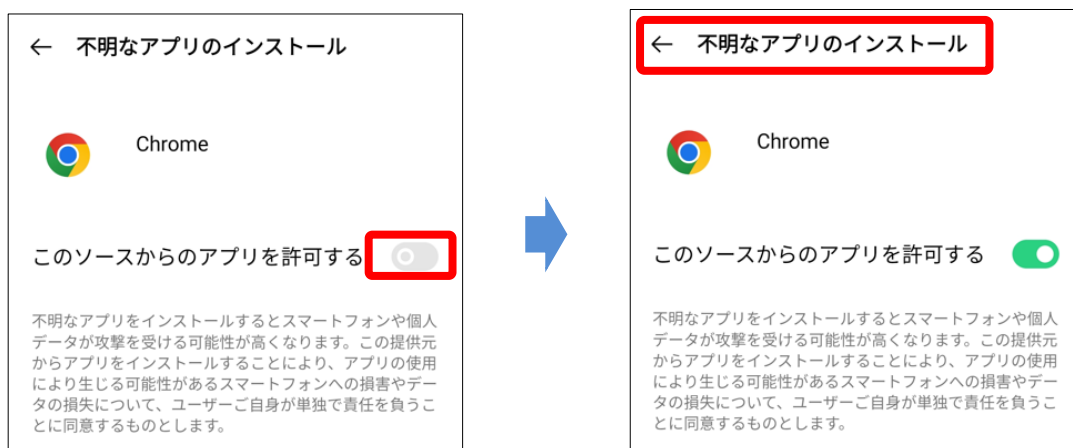 ← 不明なアプリのインストール
Chrome
このソースからのアプリを許可する
不明なアプリをインストールするとスマートフォンや個人
データが攻撃を受ける可能性が高くなります。この提供元
からアプリをインストールすることにより、アプリの使用
により生じる可能性があるスマートフォンへの損害やデー
タの損失について、ユーザーご自身が単独で責任を負うこ
とに同意するものとします。
← 不明なアプリのインストール
Chrome
このソースからのアプリを許可する
不明なアプリをインストールするとスマートフォンや個人
データが攻撃を受ける可能性が高くなります。この提供元
からアプリをインストールすることにより、アプリの使用
により生じる可能性があるスマートフォンへの損害やデー
タの損失について、ユーザーご自身が単独で責任を負うこ
とに同意するものとします。